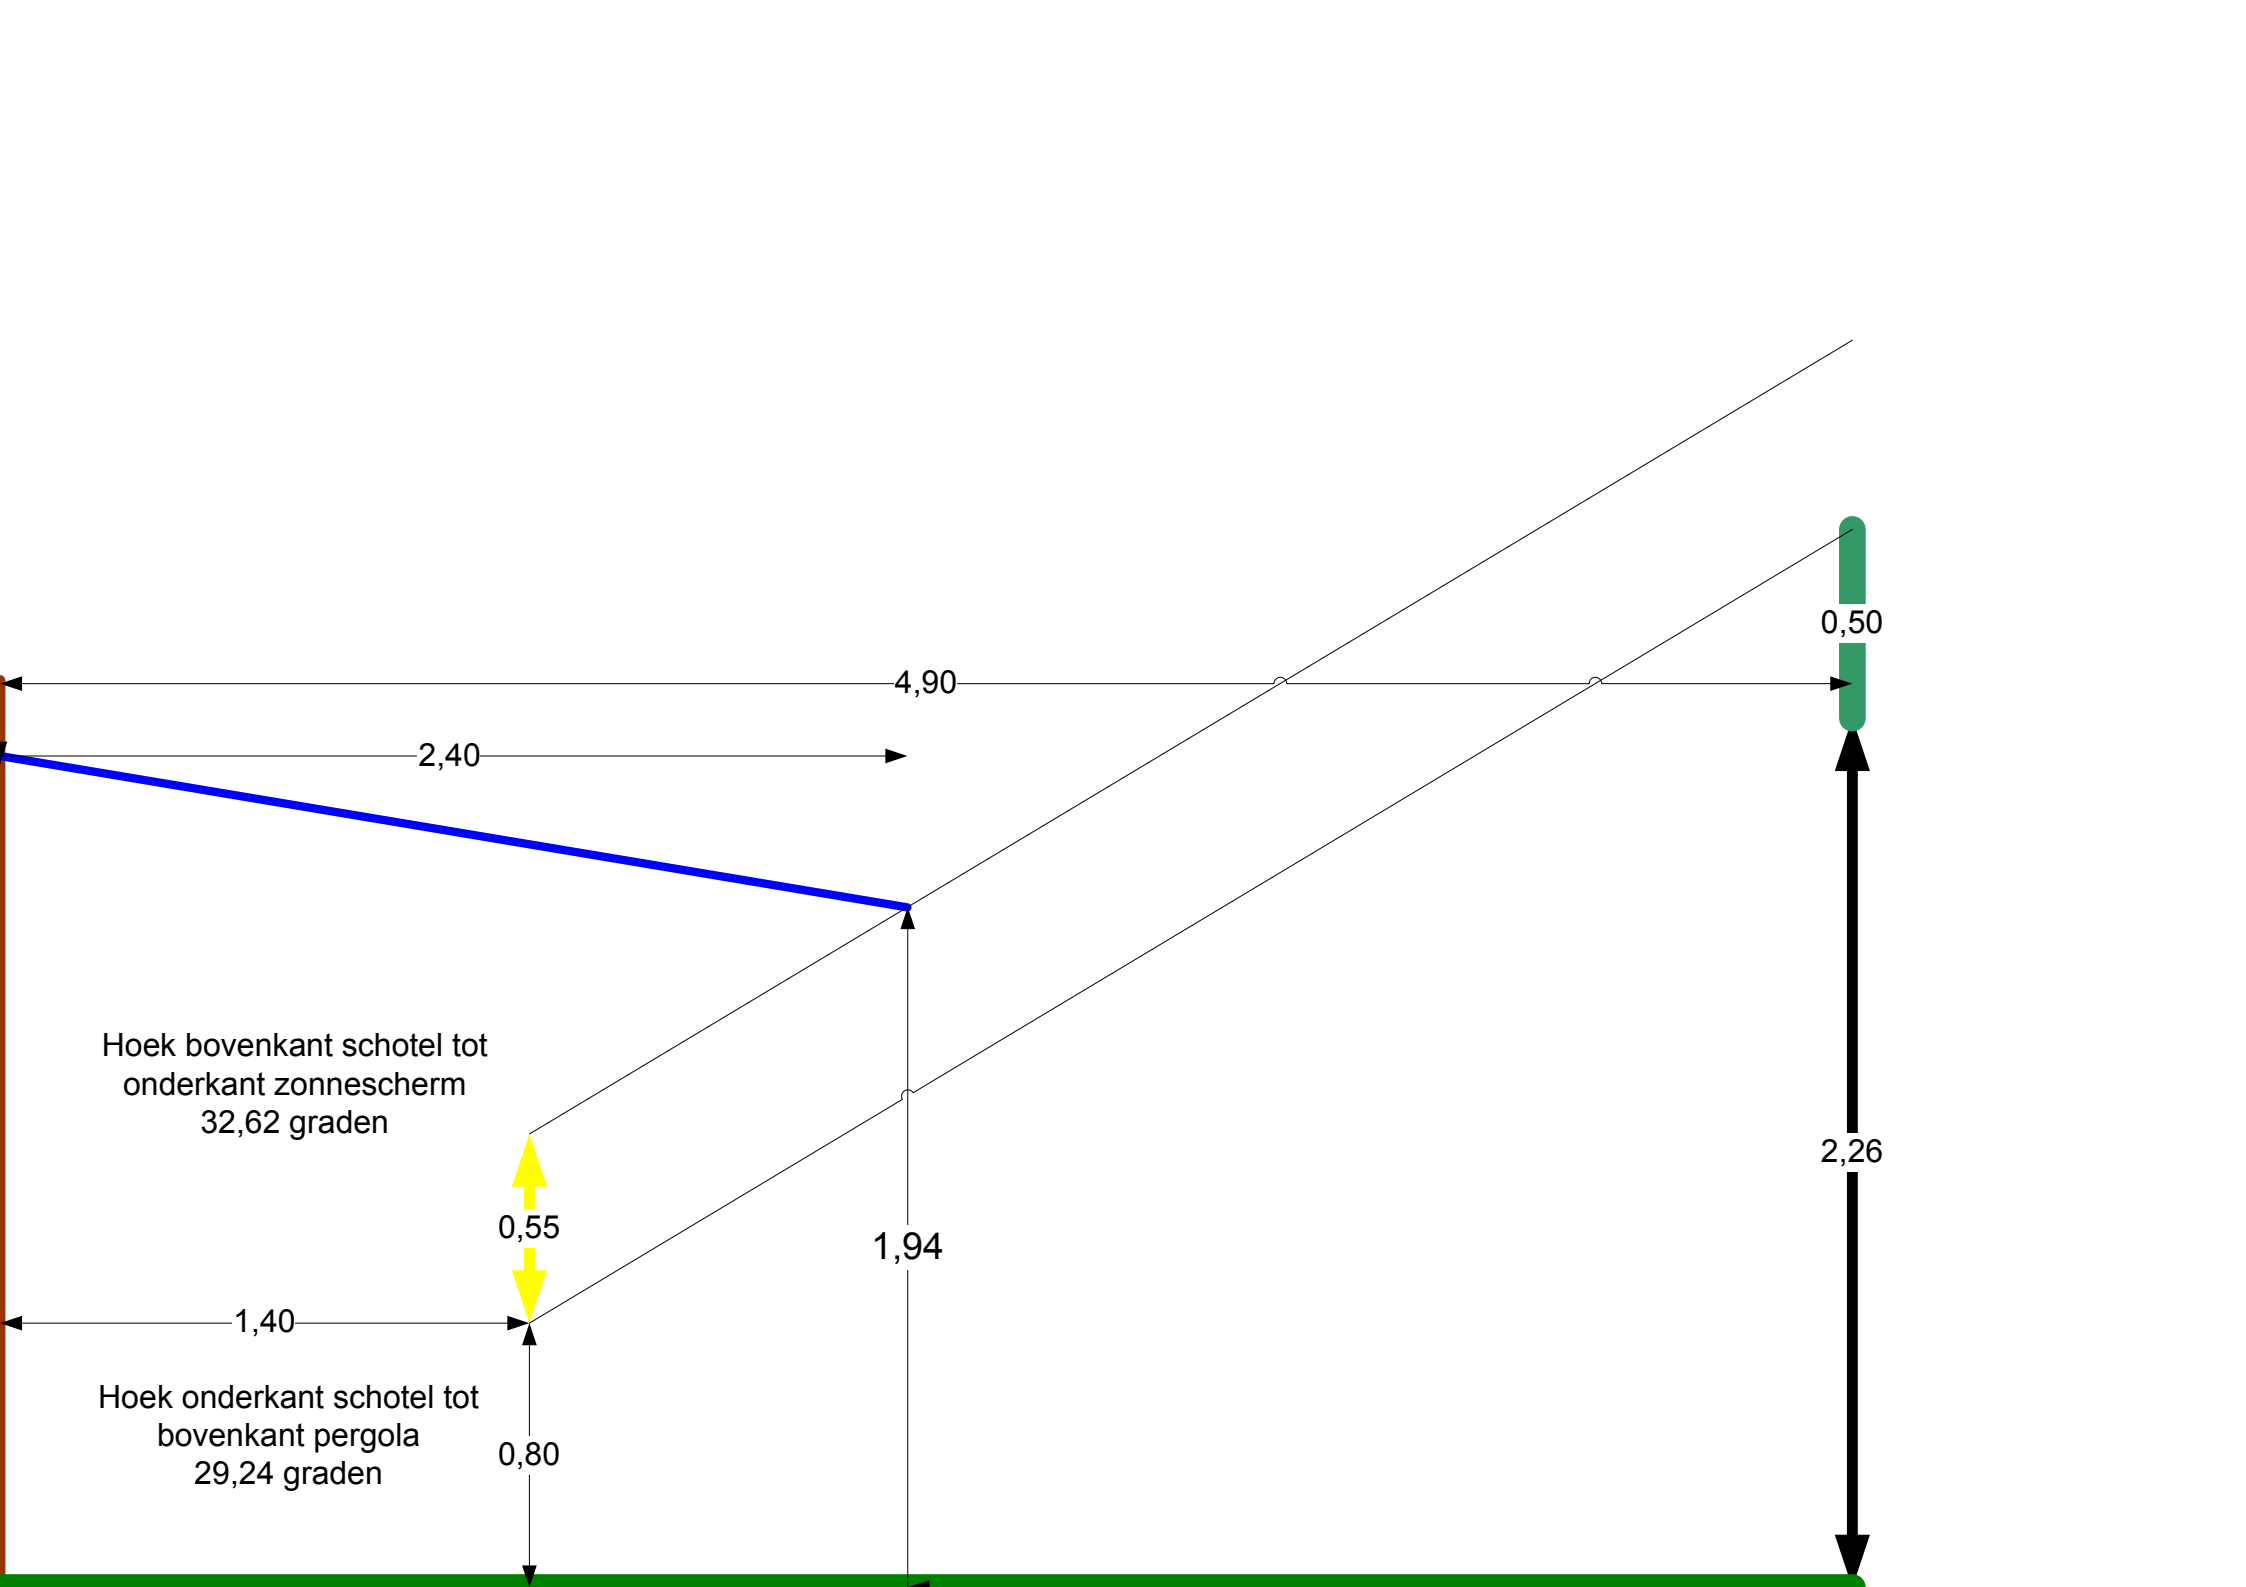 0,50
4,90
2,40
Hoek bovenkant schotel tot
onderkant zonnescherm
32,62 graden
2,26
0,55
1,94
1,40
Hoek onderkant schotel tot
bovenkant pergola
29,24 graden
0,80